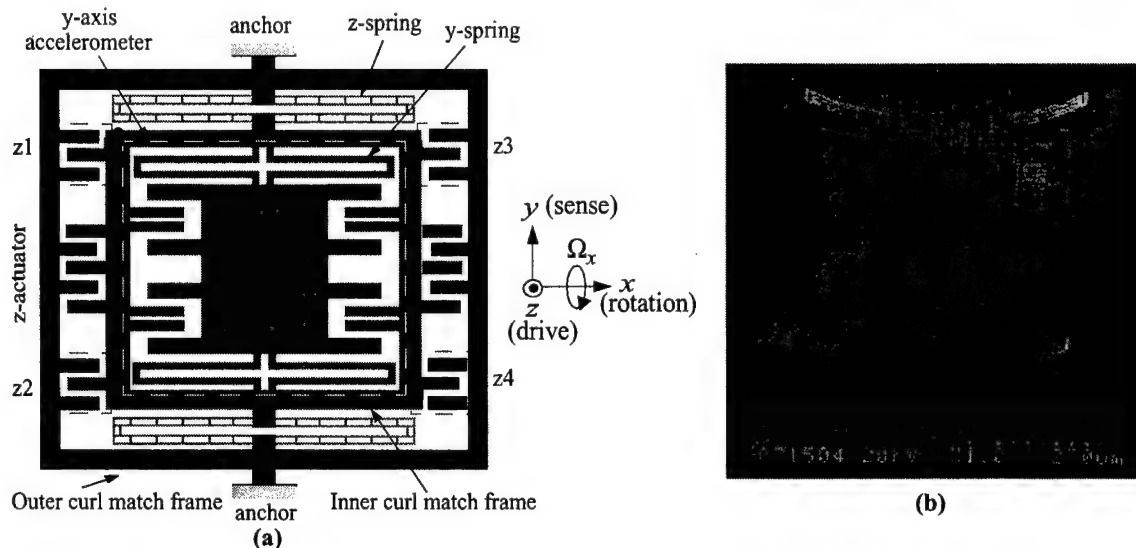 y-axis
accelerometer
anchor
z-spring
y-spring
z1
z3
z-actuator
y (sense)
Ωx
x
(rotation)
z
(drive)
z2
z4
Outer curl match frame
anchor
Inner curl match frame
(a)
(b)